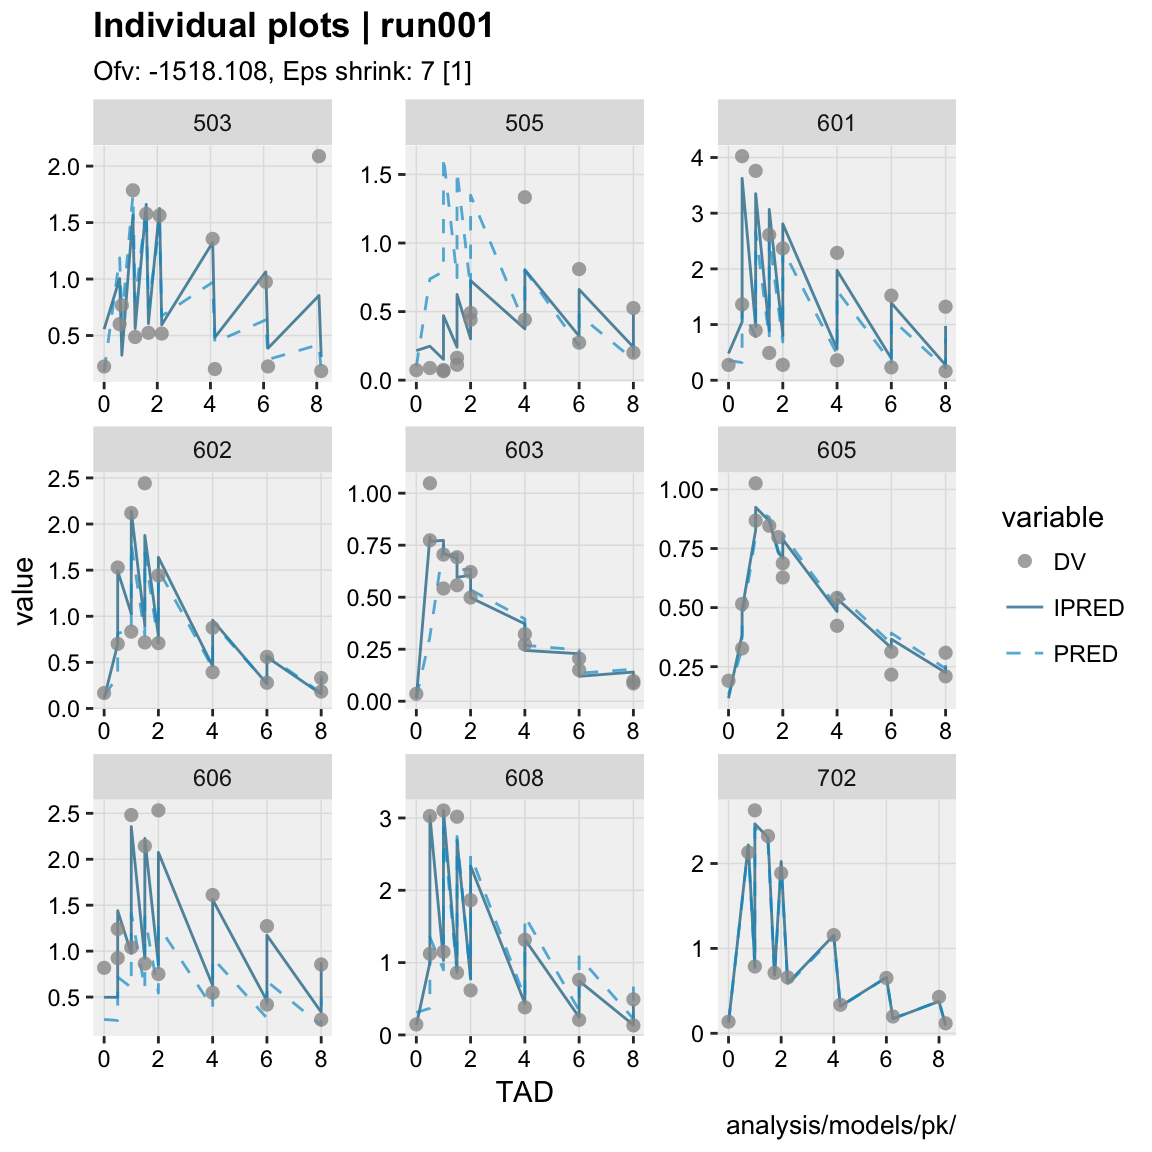 Individual plots | run001
Ofv: -1518.108, Eps shrink: 7 [1]
503
505
601
2.0
1.5
1.0
0.5
0 2 4 6 8
1.5
1.0
0.5
0.0
0 2 4 6 8
4
3
2
1
0
0 2 4 6 8
602
603
605
2.5
2.0
1.5
1.0
0.5
0.0
0 2 4 6 8
1.00
0.75
0.50
0.25
0.00
0 2 4 6 8
1.00
0.75
0.50
0.25
0 2 4 6 8
606
608
702
2.5
2.0
1.5
1.0
0.5
0 2 4 6 8
3
2
1
0
0 2 4 6 8
2
1
0
0 2 4 6 8
value
TAD
variable
DV
IPRED
PRED
analysis/models/pk/